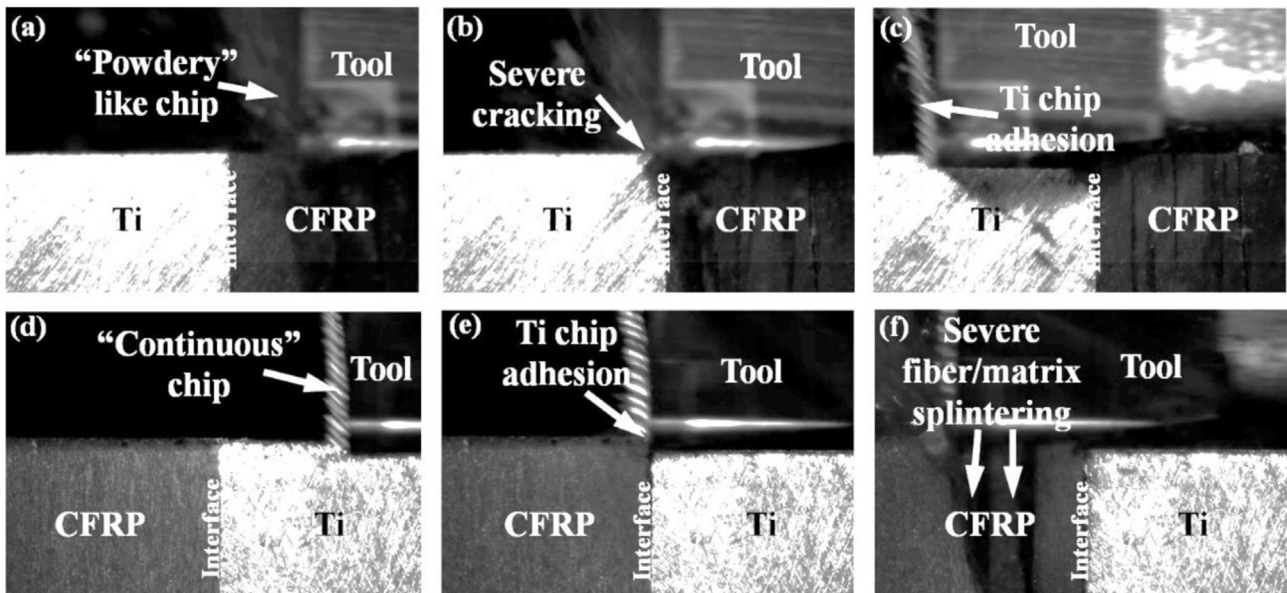 (a)
“Powdery”
like chip
Tool
Ti
Interface
CFRP
(b)
Severe
cracking
Tool
Ti
Interface
CFRP
(c)
Tool
Ti chip
adhesion
Ti
Interface
CFRP
(d)
“Continuous”
chip
Tool
CFRP
Interface
Ti
(e)
Ti chip
adhesion
Tool
CFRP
Interface
Ti
(f)
Severe
fiber/matrix
splintering
Tool
CFRP
Interface
Ti